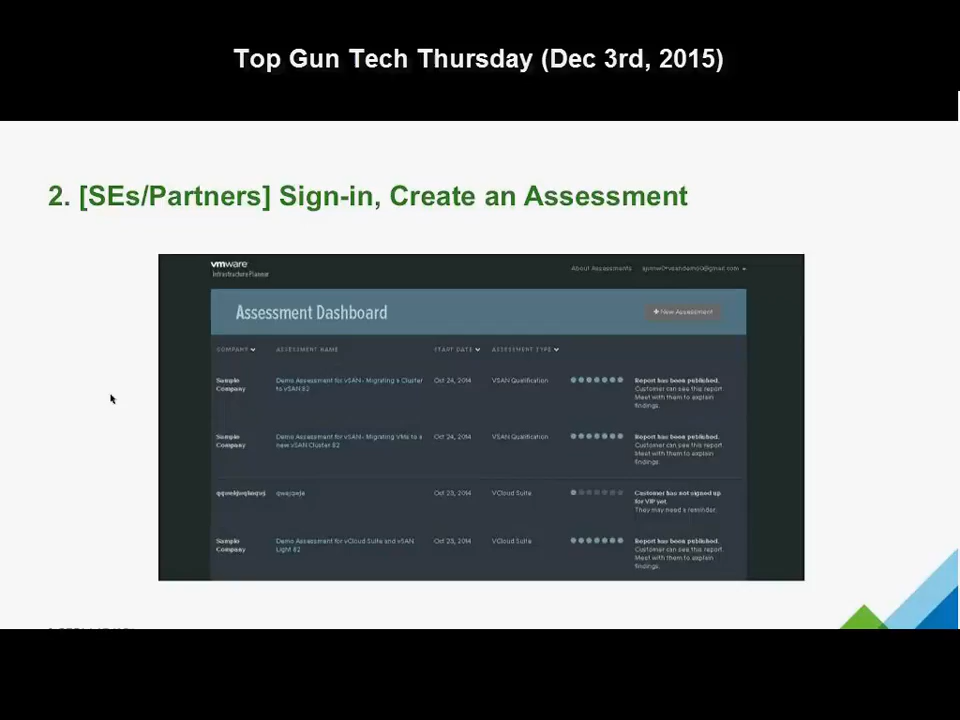 Top Gun Tech Thursday (Dec 3rd, 2015)
2. [SEs/Partners] Sign-in, Create an Assessment
vmware
Infrastructure Planner
About Assessments
Assessment Dashboard
+ New Assessment
COMPANY ASSESSMENT NAME START DATE ASSESSMENT TYPE
Sample Demo Assessment for vSAN - Migrating a Cluster Oct 24, 2014 VSAN Qualification Report has been published.
Company to vSAN 82 Customer can see this report
Meet with them to explain
findings.
Sample Demo Assessment for vSAN - Migrating VMs to a Oct 24, 2014 VSAN Qualification Report has been published.
Company new vSAN Cluster 82 Customer can see this report
Meet with them to explain
findings.
Oct 23, 2014 VCloud Suite Customer has not signed up
for VIP yet.
They may need a reminder.
Sample Demo Assessment for vCloud Suite and vSAN Oct 23, 2014 VCloud Suite Report has been published.
Company Light 82 Customer can see this report
Meet with them to explain
findings.